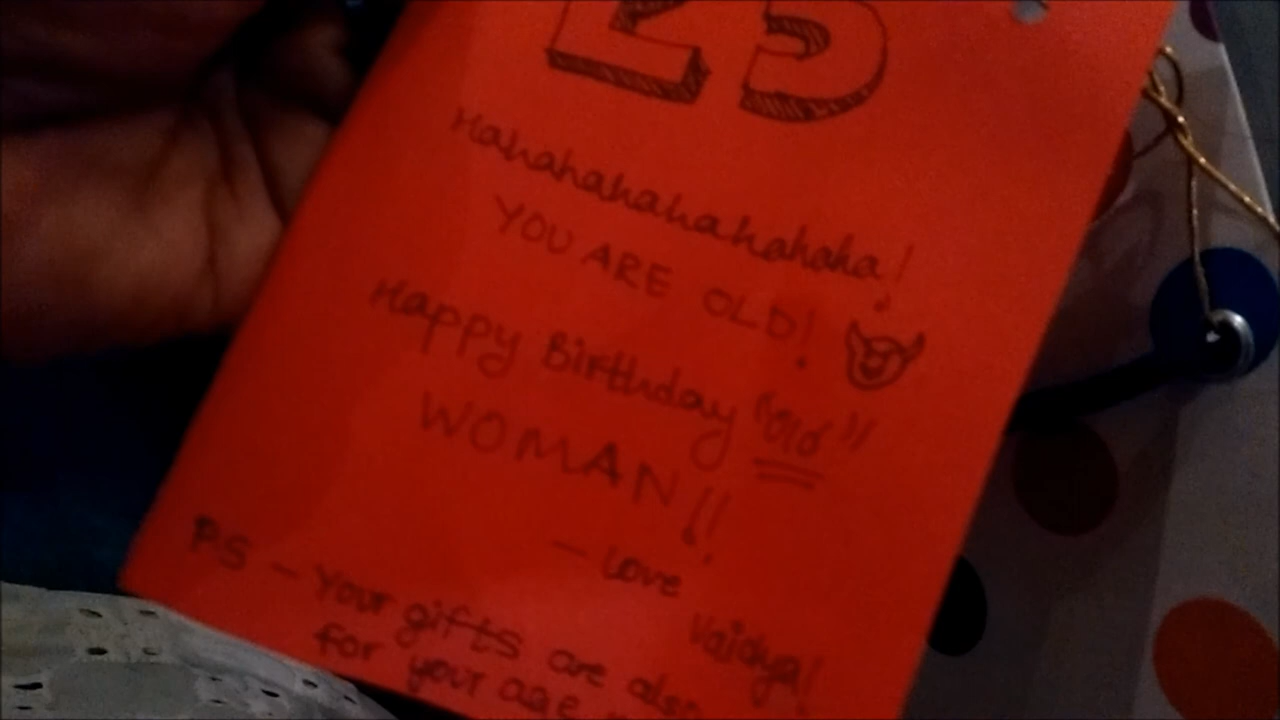 25
Hahahahahahahaha!
YOU ARE OLD!
Happy Birthday "old"
WOMAN!!
- Love
Vaidya!
PS - Your gifts are also
for your age